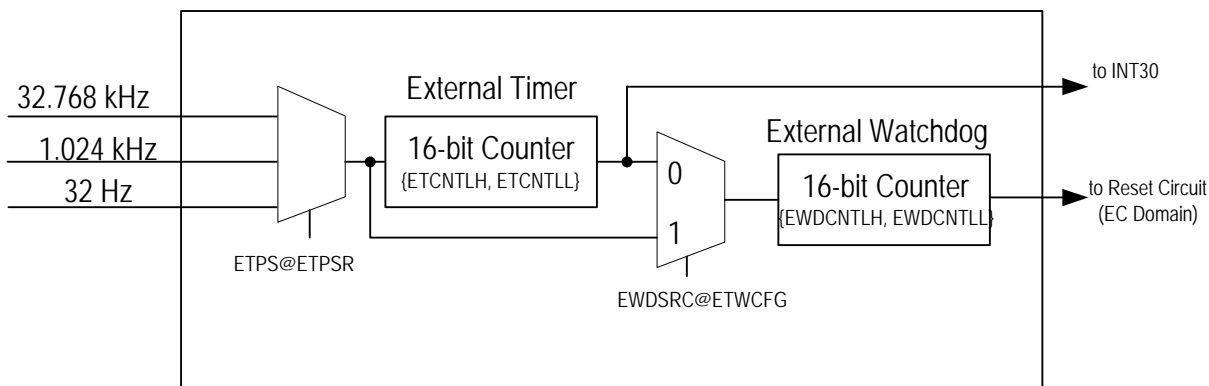 to INT30
External Timer
32.768 kHz
External Watchdog
16-bit Counter
{ETCNTLH, ETCNTLL}
1.024 kHz
0
16-bit Counter
{EWDCNTLH, EWDCNTLL}
to Reset Circuit
(EC Domain)
32 Hz
1
ETPS@ETPSR
EWDSRC@ETWCFG